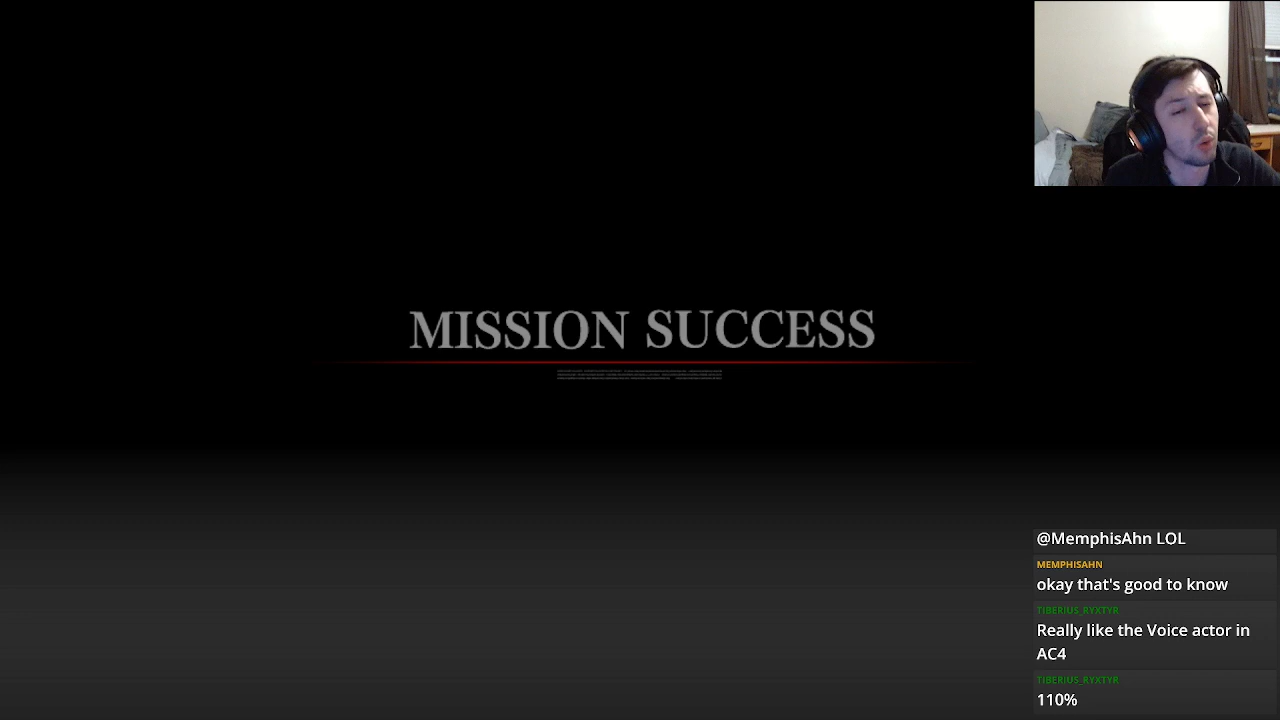 MISSION SUCCESS
@MemphisAhn LOL
MEMPHISAHN
okay that's good to know
TIBERIUS_RYXTYR
Really like the Voice actor in
AC4
TIBERIUS_RYXTYR
110%